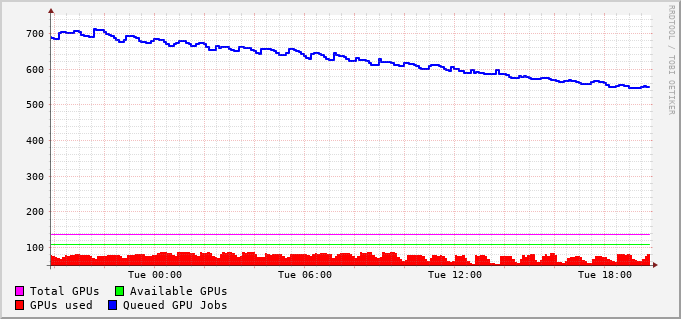 700
600
500
400
300
200
100
Tue 00:00 Tue 06:00 Tue 12:00 Tue 18:00
Total GPUs Available GPUs
GPUs used Queued GPU Jobs
RRDTOOL / TOBI OETIKER